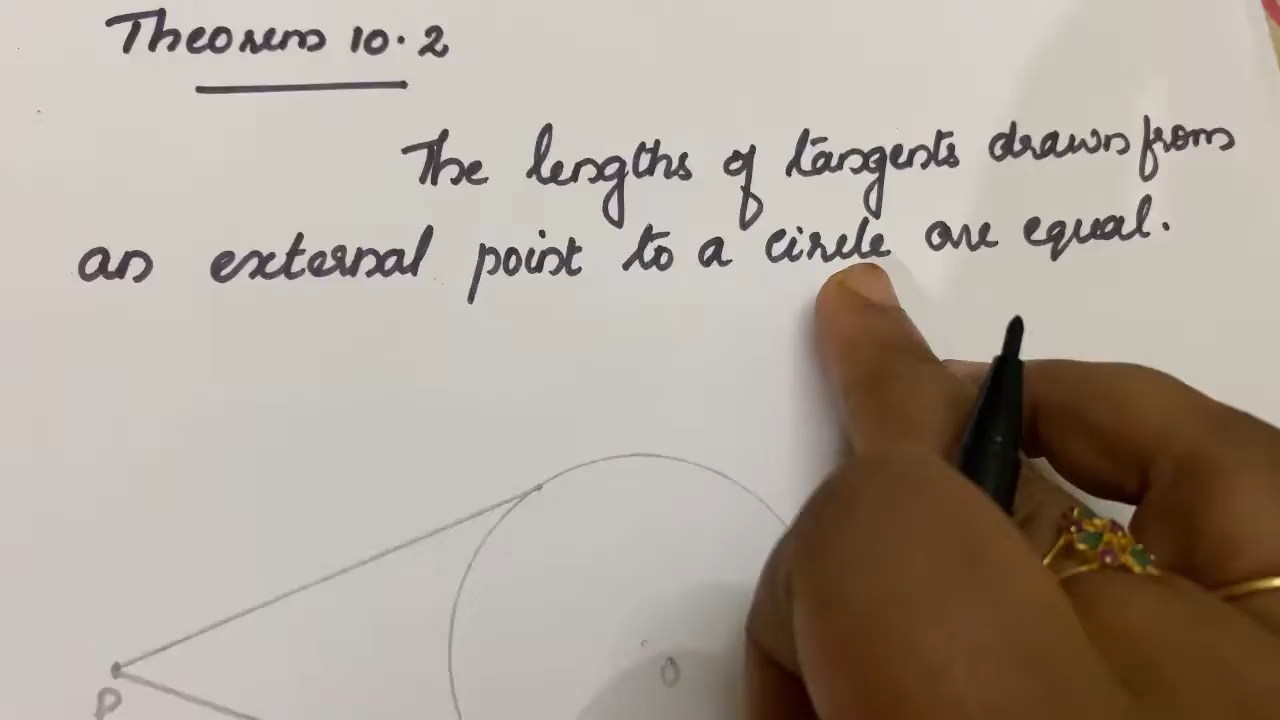 Theorem 10.2
The lengths of tangents drawn from
an external point to a circle are equal.
O
P